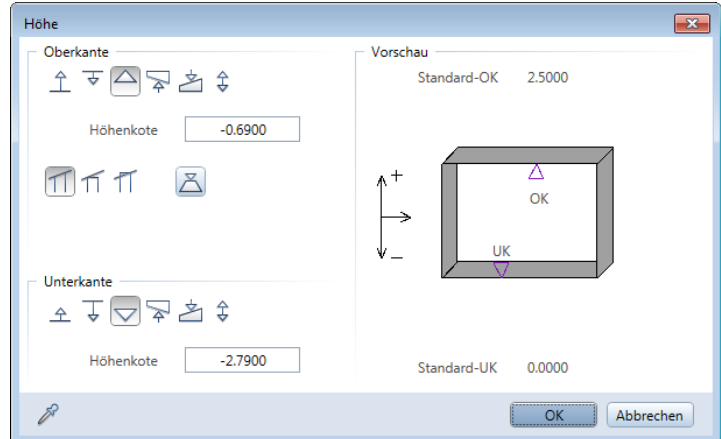 Höhe
Oberkante
Höhenkote -0.6900
Unterkante
Höhenkote -2.7900
Vorschau
Standard-OK 2.5000
+
OK
UK
–
Standard-UK 0.0000
OK Abbrechen